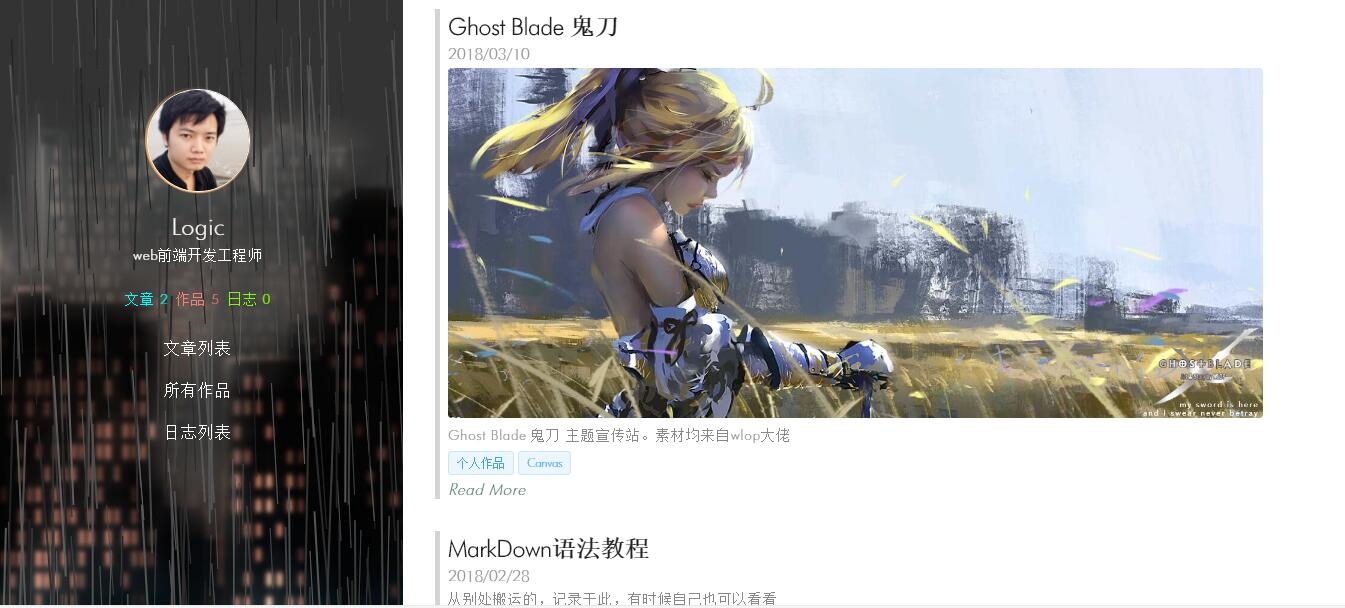 Logic
web前端开发工程师
文章 2 作品 5 日志 0
文章列表
所有作品
日志列表
Ghost Blade 鬼刀
2018/03/10
GHOSTBLADE
my sword is here
and I swear never betray
Ghost Blade 鬼刀 主题宣传站。素材均来自wlop大佬
个人作品 Canvas
Read More
MarkDown语法教程
2018/02/28
从别处搬运的，记录于此，有时候自己也可以看看